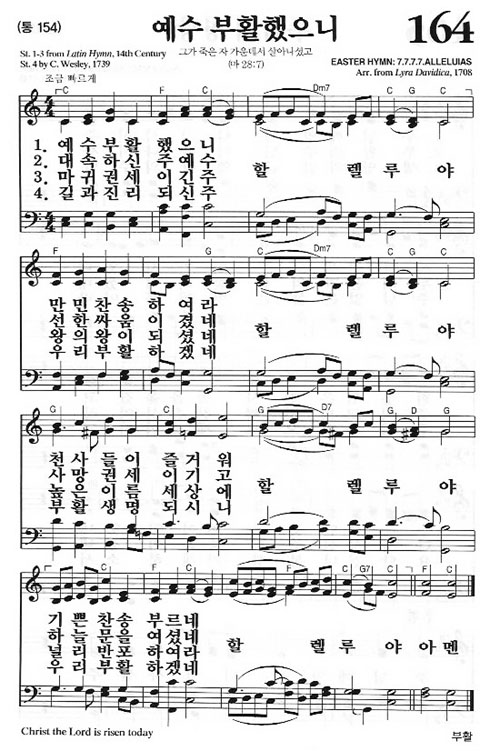 (통 154)
예수 부활했으니
164
그가 죽은 자 가운데서 살아나셨고
(마 28:7)
St. 1-3 from Latin Hymn, 14th Century
St. 4 by C. Wesley, 1739
EASTER HYMN: 7.7.7.7.ALLELUIAS
Arr. from Lyra Davidica, 1708
조금 빠르게
1. 예 수 부 활 했 으 니 할 렐 루 야
2. 대 속 하 신 주 예 수
3. 마 귀 권 세 이 긴 주
4. 길 과 진 리 되 신 주
만 민 찬 송 하 여 라 할 렐 루 야
선 한 싸 움 이 겼 네
왕 의 왕 이 되 셨 네
우 리 부 활 하 겠 네
천 사 들 이 즐 거 워 할 렐 루 야
사 망 권 세 이 기 고
높 은 이 름 세 상 에
부 활 생 명 되 시 니
기 쁜 찬 송 부 르 네 할 렐 루 야 아 멘
하 늘 문 을 여 셨 네
널 리 반 포 하 여 라
우 리 부 활 하 겠 네
Christ the Lord is risen today
부활